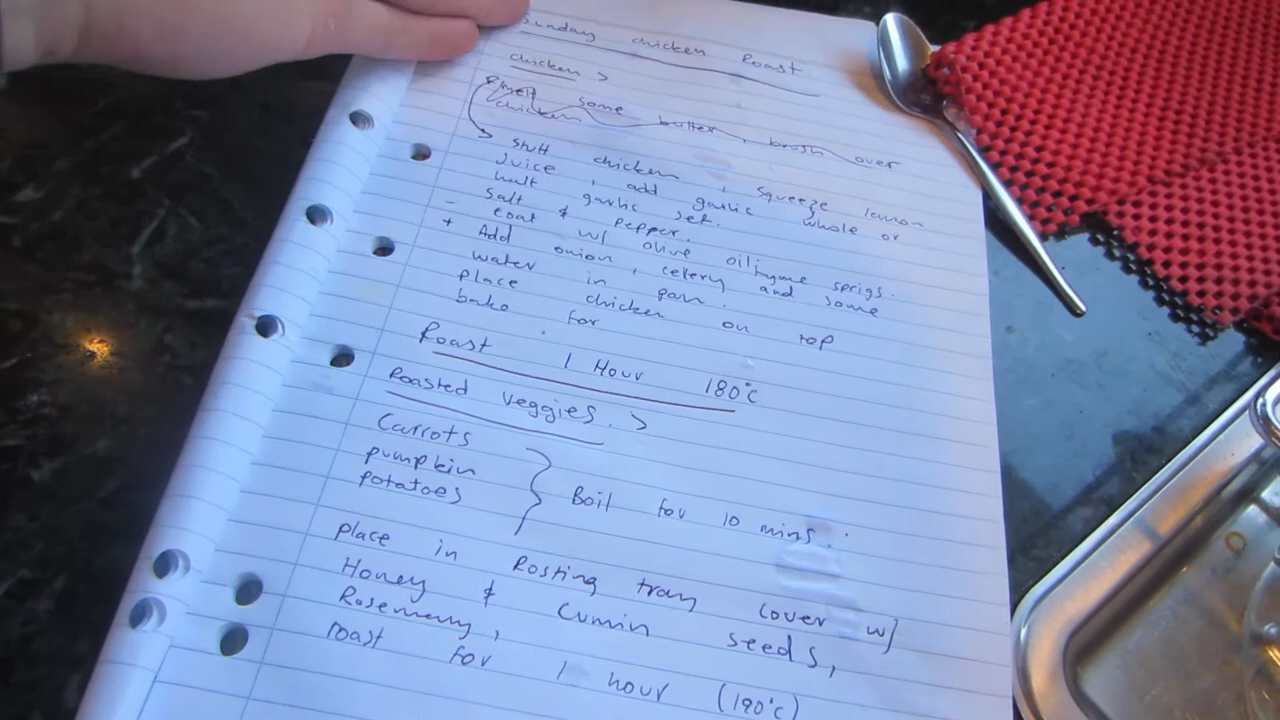 Sunday chicken Roast.
chicken >
melt some butter, brush over
chicken
stuff chicken, squeeze lemon
Juice, add garlic whole or
half garlic set.
salt & pepper.
- coat w/ olive oil, thyme sprigs.
+ Add onion, celery and some
water in pan.
place chicken on top
bake for
Roast 1 Hour 180°c
Roasted veggies. >
Carrots
pumpkin
potatoes
Boil for 10 mins.
place in Rosting tray cover w/
Honey & cumin seeds,
Rosemary,
roast for 1 hour (190°c)